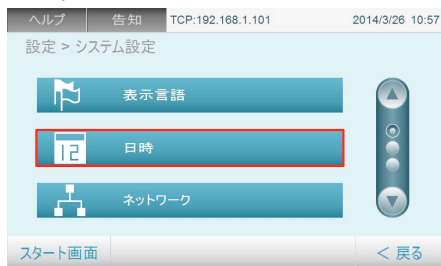 ヘルプ 告知 TCP:192.168.1.101 2014/3/26 10:57
設定 > システム設定
表示言語
12 日時
ネットワーク
スタート画面 < 戻る